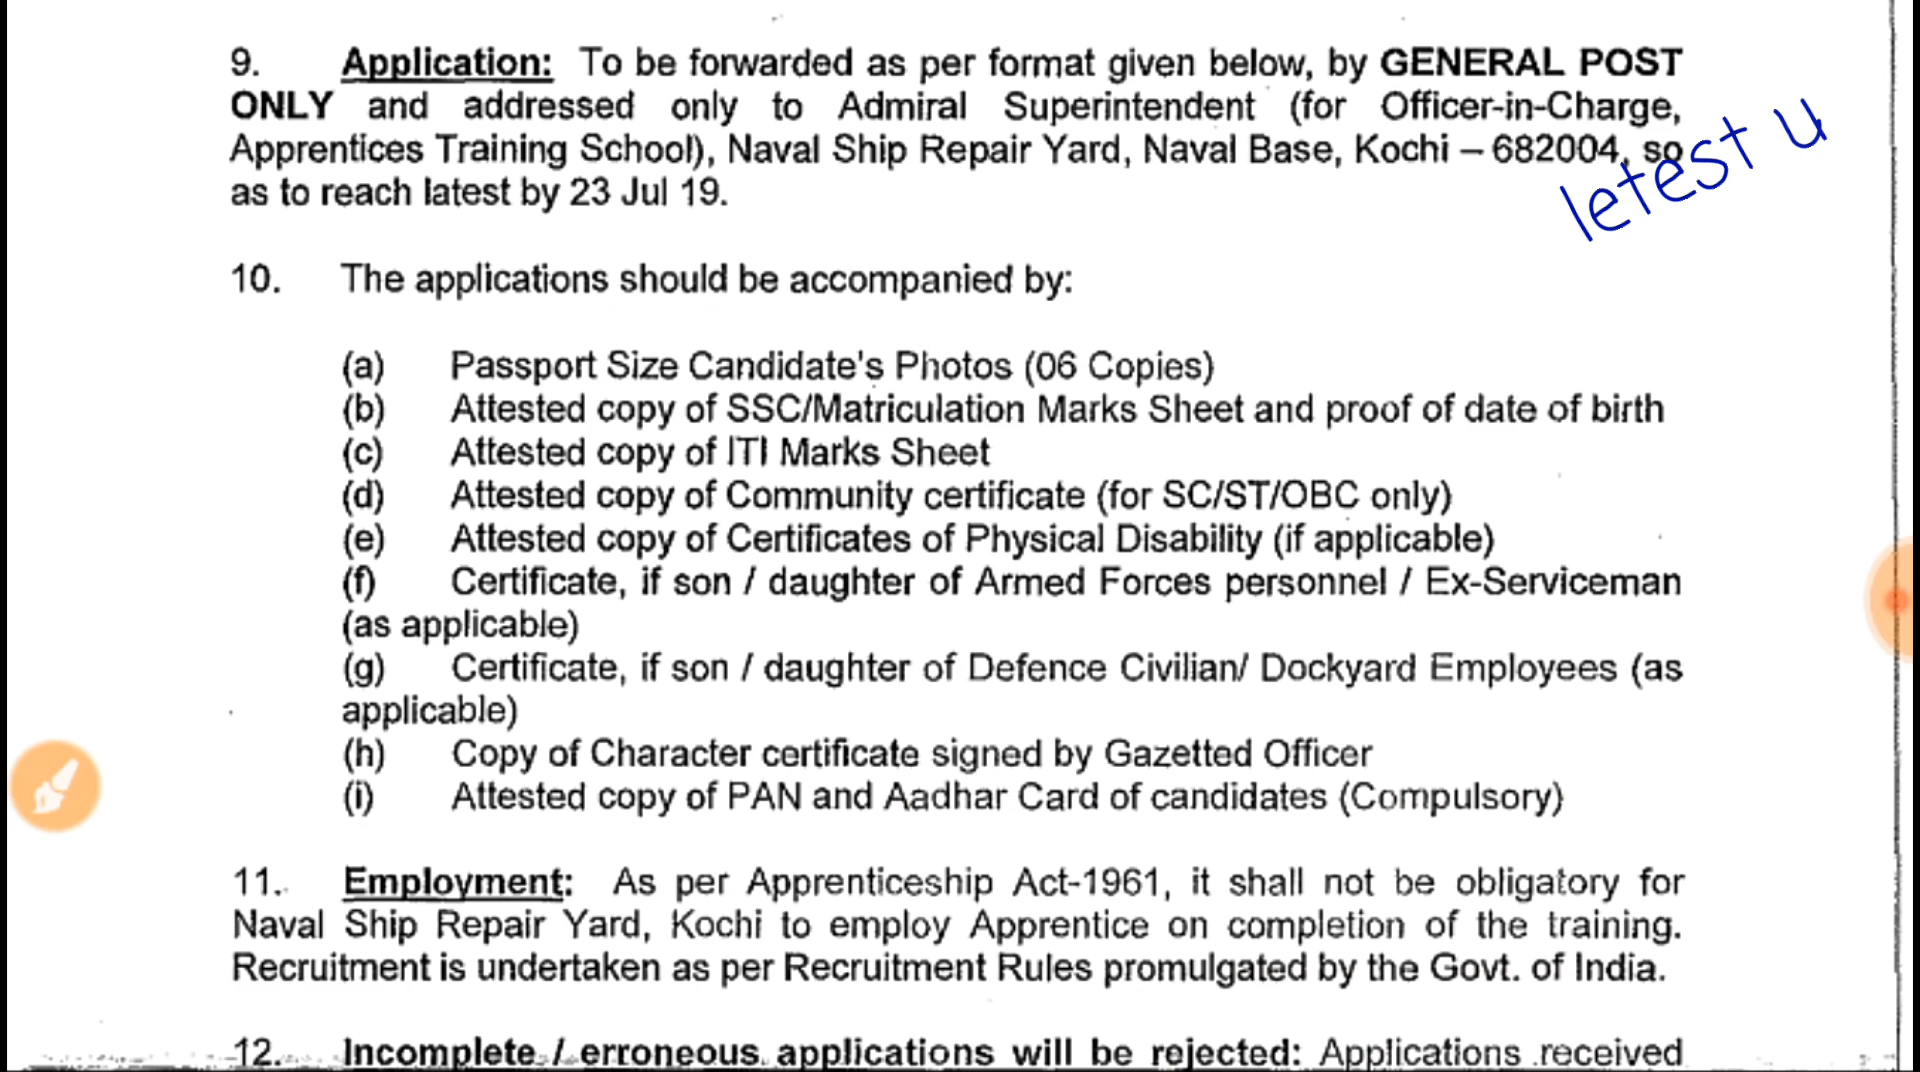 9. Application: To be forwarded as per format given below, by GENERAL POST
ONLY and addressed only to Admiral Superintendent (for Officer-in-Charge,
Apprentices Training School), Naval Ship Repair Yard, Naval Base, Kochi – 682004, so
as to reach latest by 23 Jul 19.
letest u
10. The applications should be accompanied by:
(a) Passport Size Candidate's Photos (06 Copies)
(b) Attested copy of SSC/Matriculation Marks Sheet and proof of date of birth
(c) Attested copy of ITI Marks Sheet
(d) Attested copy of Community certificate (for SC/ST/OBC only)
(e) Attested copy of Certificates of Physical Disability (if applicable)
(f) Certificate, if son / daughter of Armed Forces personnel / Ex-Serviceman
(as applicable)
(g) Certificate, if son / daughter of Defence Civilian/ Dockyard Employees (as
applicable)
(h) Copy of Character certificate signed by Gazetted Officer
(i) Attested copy of PAN and Aadhar Card of candidates (Compulsory)
11. Employment: As per Apprenticeship Act-1961, it shall not be obligatory for
Naval Ship Repair Yard, Kochi to employ Apprentice on completion of the training.
Recruitment is undertaken as per Recruitment Rules promulgated by the Govt. of India.
12. Incomplete / erroneous applications will be rejected: Applications received